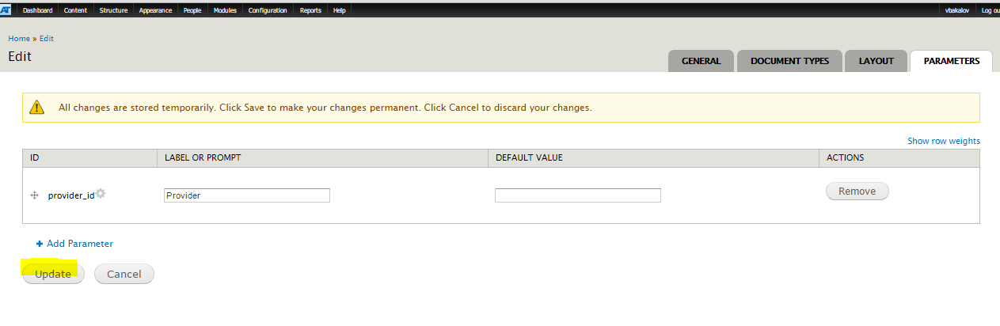 AT Dashboard Content Structure Appearance People Modules Configuration Reports Help vbakalov Log ou
Home » Edit
Edit
GENERAL DOCUMENT TYPES LAYOUT PARAMETERS
All changes are stored temporarily. Click Save to make your changes permanent. Click Cancel to discard your changes.
Show row weights
ID LABEL OR PROMPT DEFAULT VALUE ACTIONS
provider_id Provider Remove
Add Parameter
Update Cancel